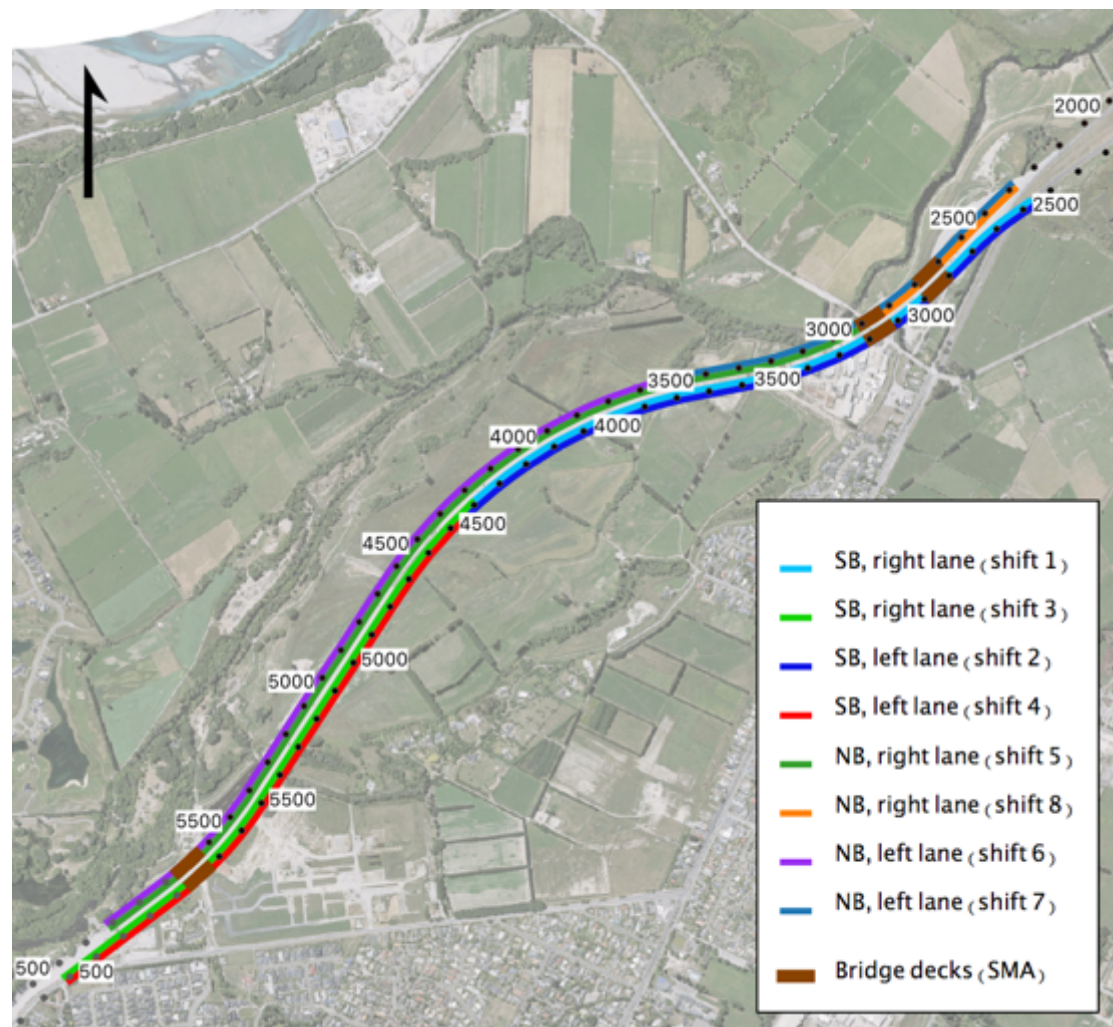 2000
2500
2500
3000
3000
3500
3500
4000
4000
4500
4500
5000
5000
5500
5500
500
500
SB, right lane (shift 1)
SB, right lane (shift 3)
SB, left lane (shift 2)
SB, left lane (shift 4)
NB, right lane (shift 5)
NB, right lane (shift 8)
NB, left lane (shift 6)
NB, left lane (shift 7)
Bridge decks (SMA)